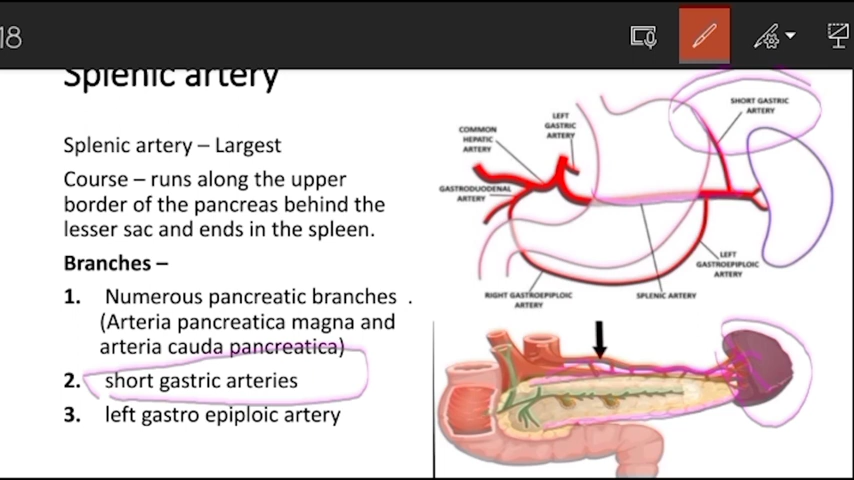 18
Splenic artery
Splenic artery – Largest
Course – runs along the upper
border of the pancreas behind the
lesser sac and ends in the spleen.
Branches –
1. Numerous pancreatic branches .
(Arteria pancreatica magna and
arteria cauda pancreatica)
2. short gastric arteries
3. left gastro epiploic artery
SHORT GASTRIC
ARTERY
LEFT
GASTRIC
ARTERY
COMMON
HEPATIC
ARTERY
GASTRODUODENAL
ARTERY
LEFT
GASTROEPIPLOIC
ARTERY
RIGHT GASTROEPIPLOIC
ARTERY
SPLENIC ARTERY